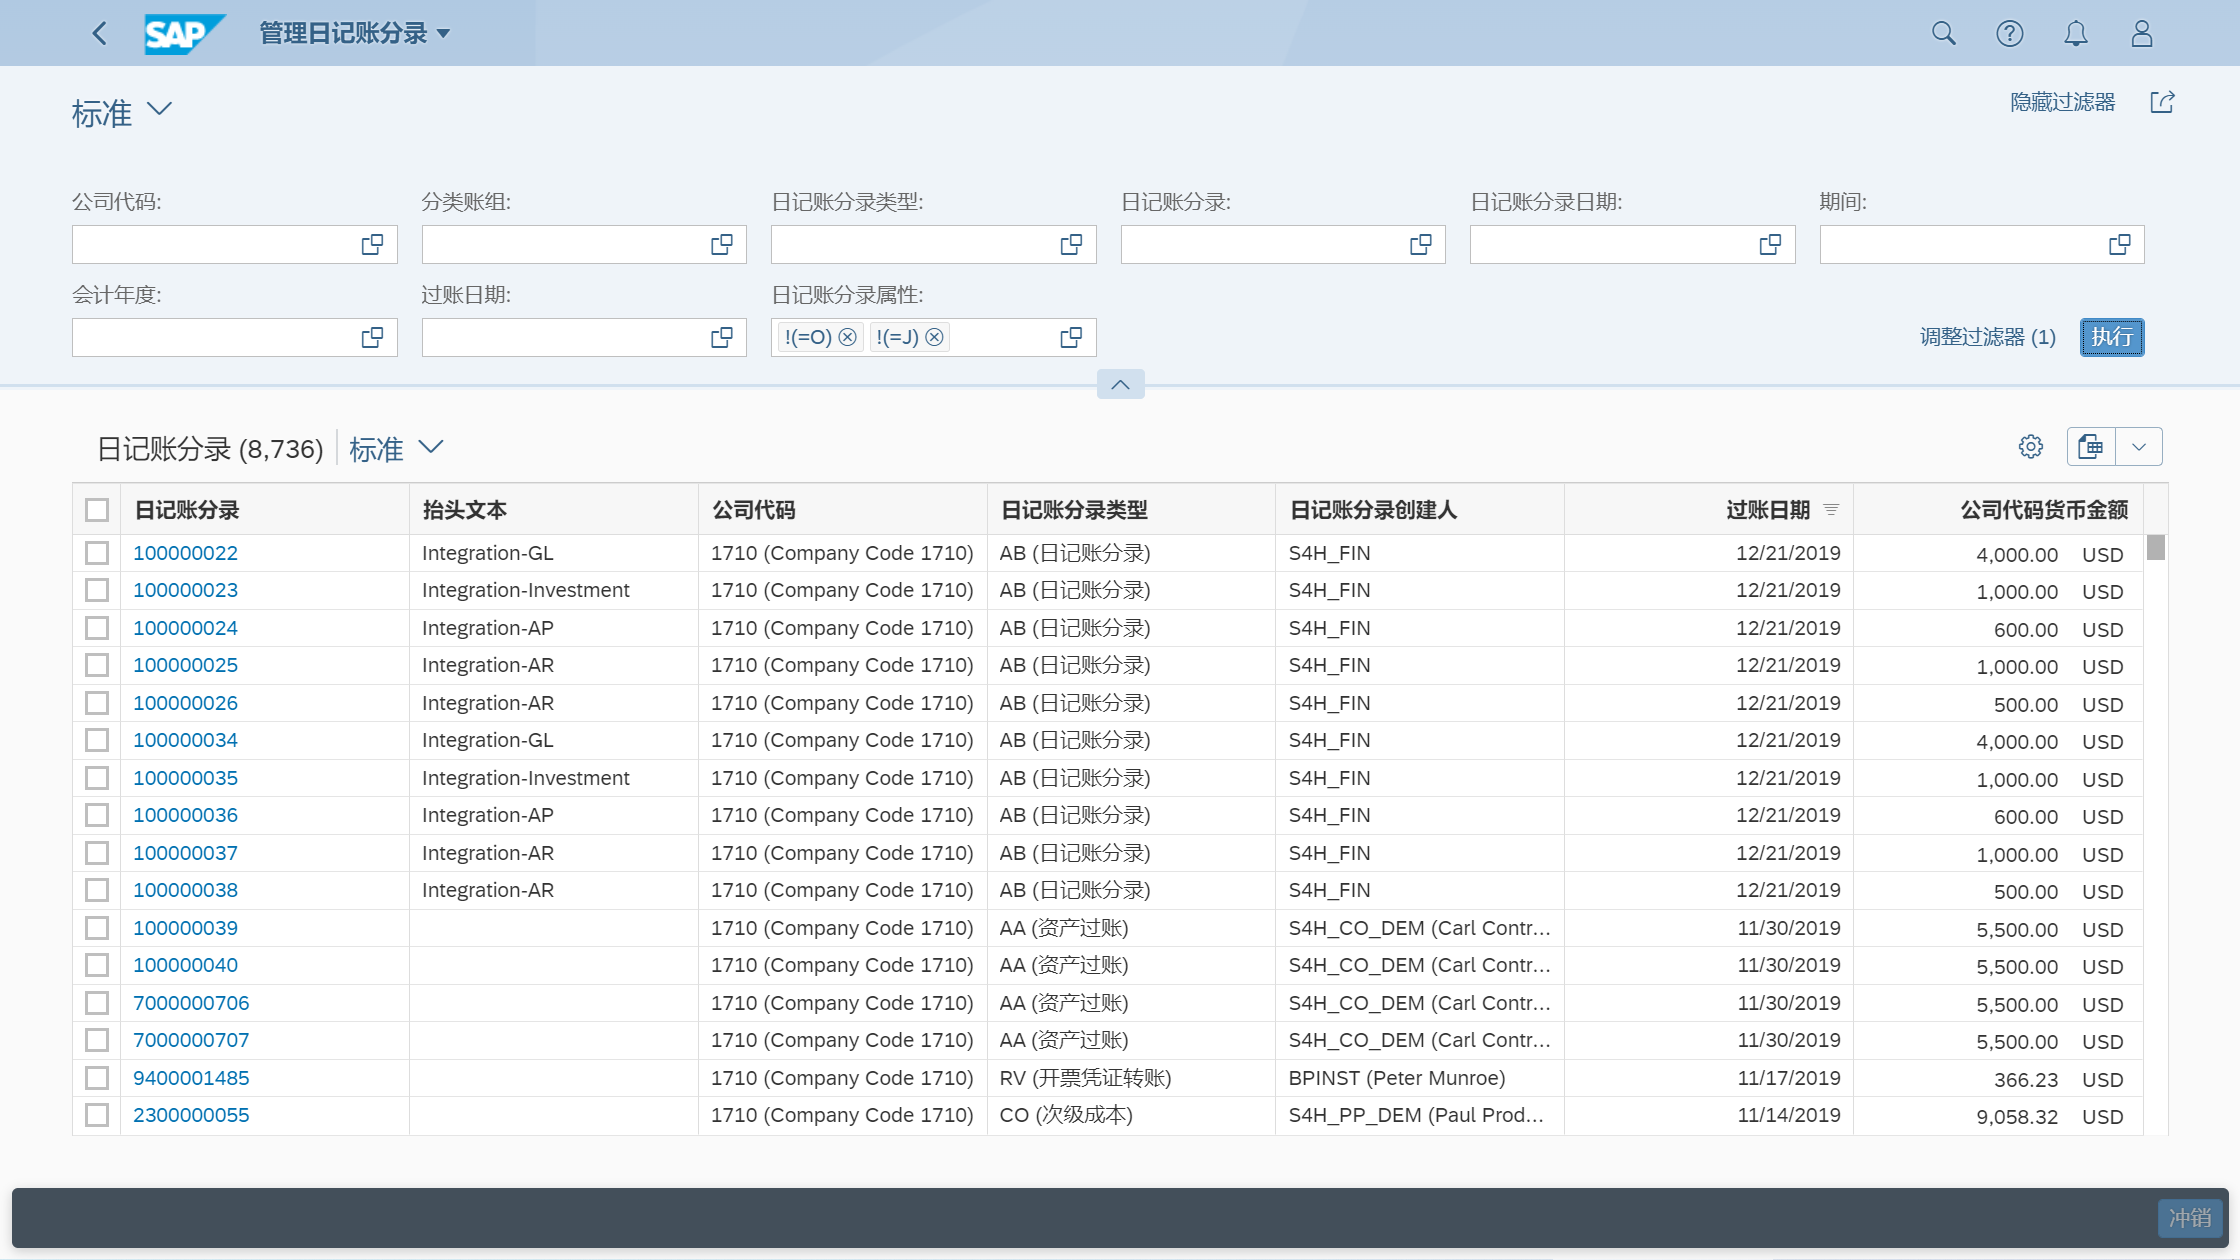 SAP 管理日记账分录
标准
隐藏过滤器
公司代码: 分类账组: 日记账分录类型: 日记账分录: 日记账分录日期: 期间:
会计年度: 过账日期: 日记账分录属性:
!(=O) !(=J)
调整过滤器 (1) 执行
日记账分录 (8,736) 标准
日记账分录 抬头文本 公司代码 日记账分录类型 日记账分录创建人 过账日期 公司代码货币金额
100000022 Integration-GL 1710 (Company Code 1710) AB (日记账分录) S4H_FIN 12/21/2019 4,000.00 USD
100000023 Integration-Investment 1710 (Company Code 1710) AB (日记账分录) S4H_FIN 12/21/2019 1,000.00 USD
100000024 Integration-AP 1710 (Company Code 1710) AB (日记账分录) S4H_FIN 12/21/2019 600.00 USD
100000025 Integration-AR 1710 (Company Code 1710) AB (日记账分录) S4H_FIN 12/21/2019 1,000.00 USD
100000026 Integration-AR 1710 (Company Code 1710) AB (日记账分录) S4H_FIN 12/21/2019 500.00 USD
100000034 Integration-GL 1710 (Company Code 1710) AB (日记账分录) S4H_FIN 12/21/2019 4,000.00 USD
100000035 Integration-Investment 1710 (Company Code 1710) AB (日记账分录) S4H_FIN 12/21/2019 1,000.00 USD
100000036 Integration-AP 1710 (Company Code 1710) AB (日记账分录) S4H_FIN 12/21/2019 600.00 USD
100000037 Integration-AR 1710 (Company Code 1710) AB (日记账分录) S4H_FIN 12/21/2019 1,000.00 USD
100000038 Integration-AR 1710 (Company Code 1710) AB (日记账分录) S4H_FIN 12/21/2019 500.00 USD
100000039 1710 (Company Code 1710) AA (资产过账) S4H_CO_DEM (Carl Contr... 11/30/2019 5,500.00 USD
100000040 1710 (Company Code 1710) AA (资产过账) S4H_CO_DEM (Carl Contr... 11/30/2019 5,500.00 USD
7000000706 1710 (Company Code 1710) AA (资产过账) S4H_CO_DEM (Carl Contr... 11/30/2019 5,500.00 USD
7000000707 1710 (Company Code 1710) AA (资产过账) S4H_CO_DEM (Carl Contr... 11/30/2019 5,500.00 USD
9400001485 1710 (Company Code 1710) RV (开票凭证转账) BPINST (Peter Munroe) 11/17/2019 366.23 USD
2300000055 1710 (Company Code 1710) CO (次级成本) S4H_PP_DEM (Paul Prod... 11/14/2019 9,058.32 USD
冲销